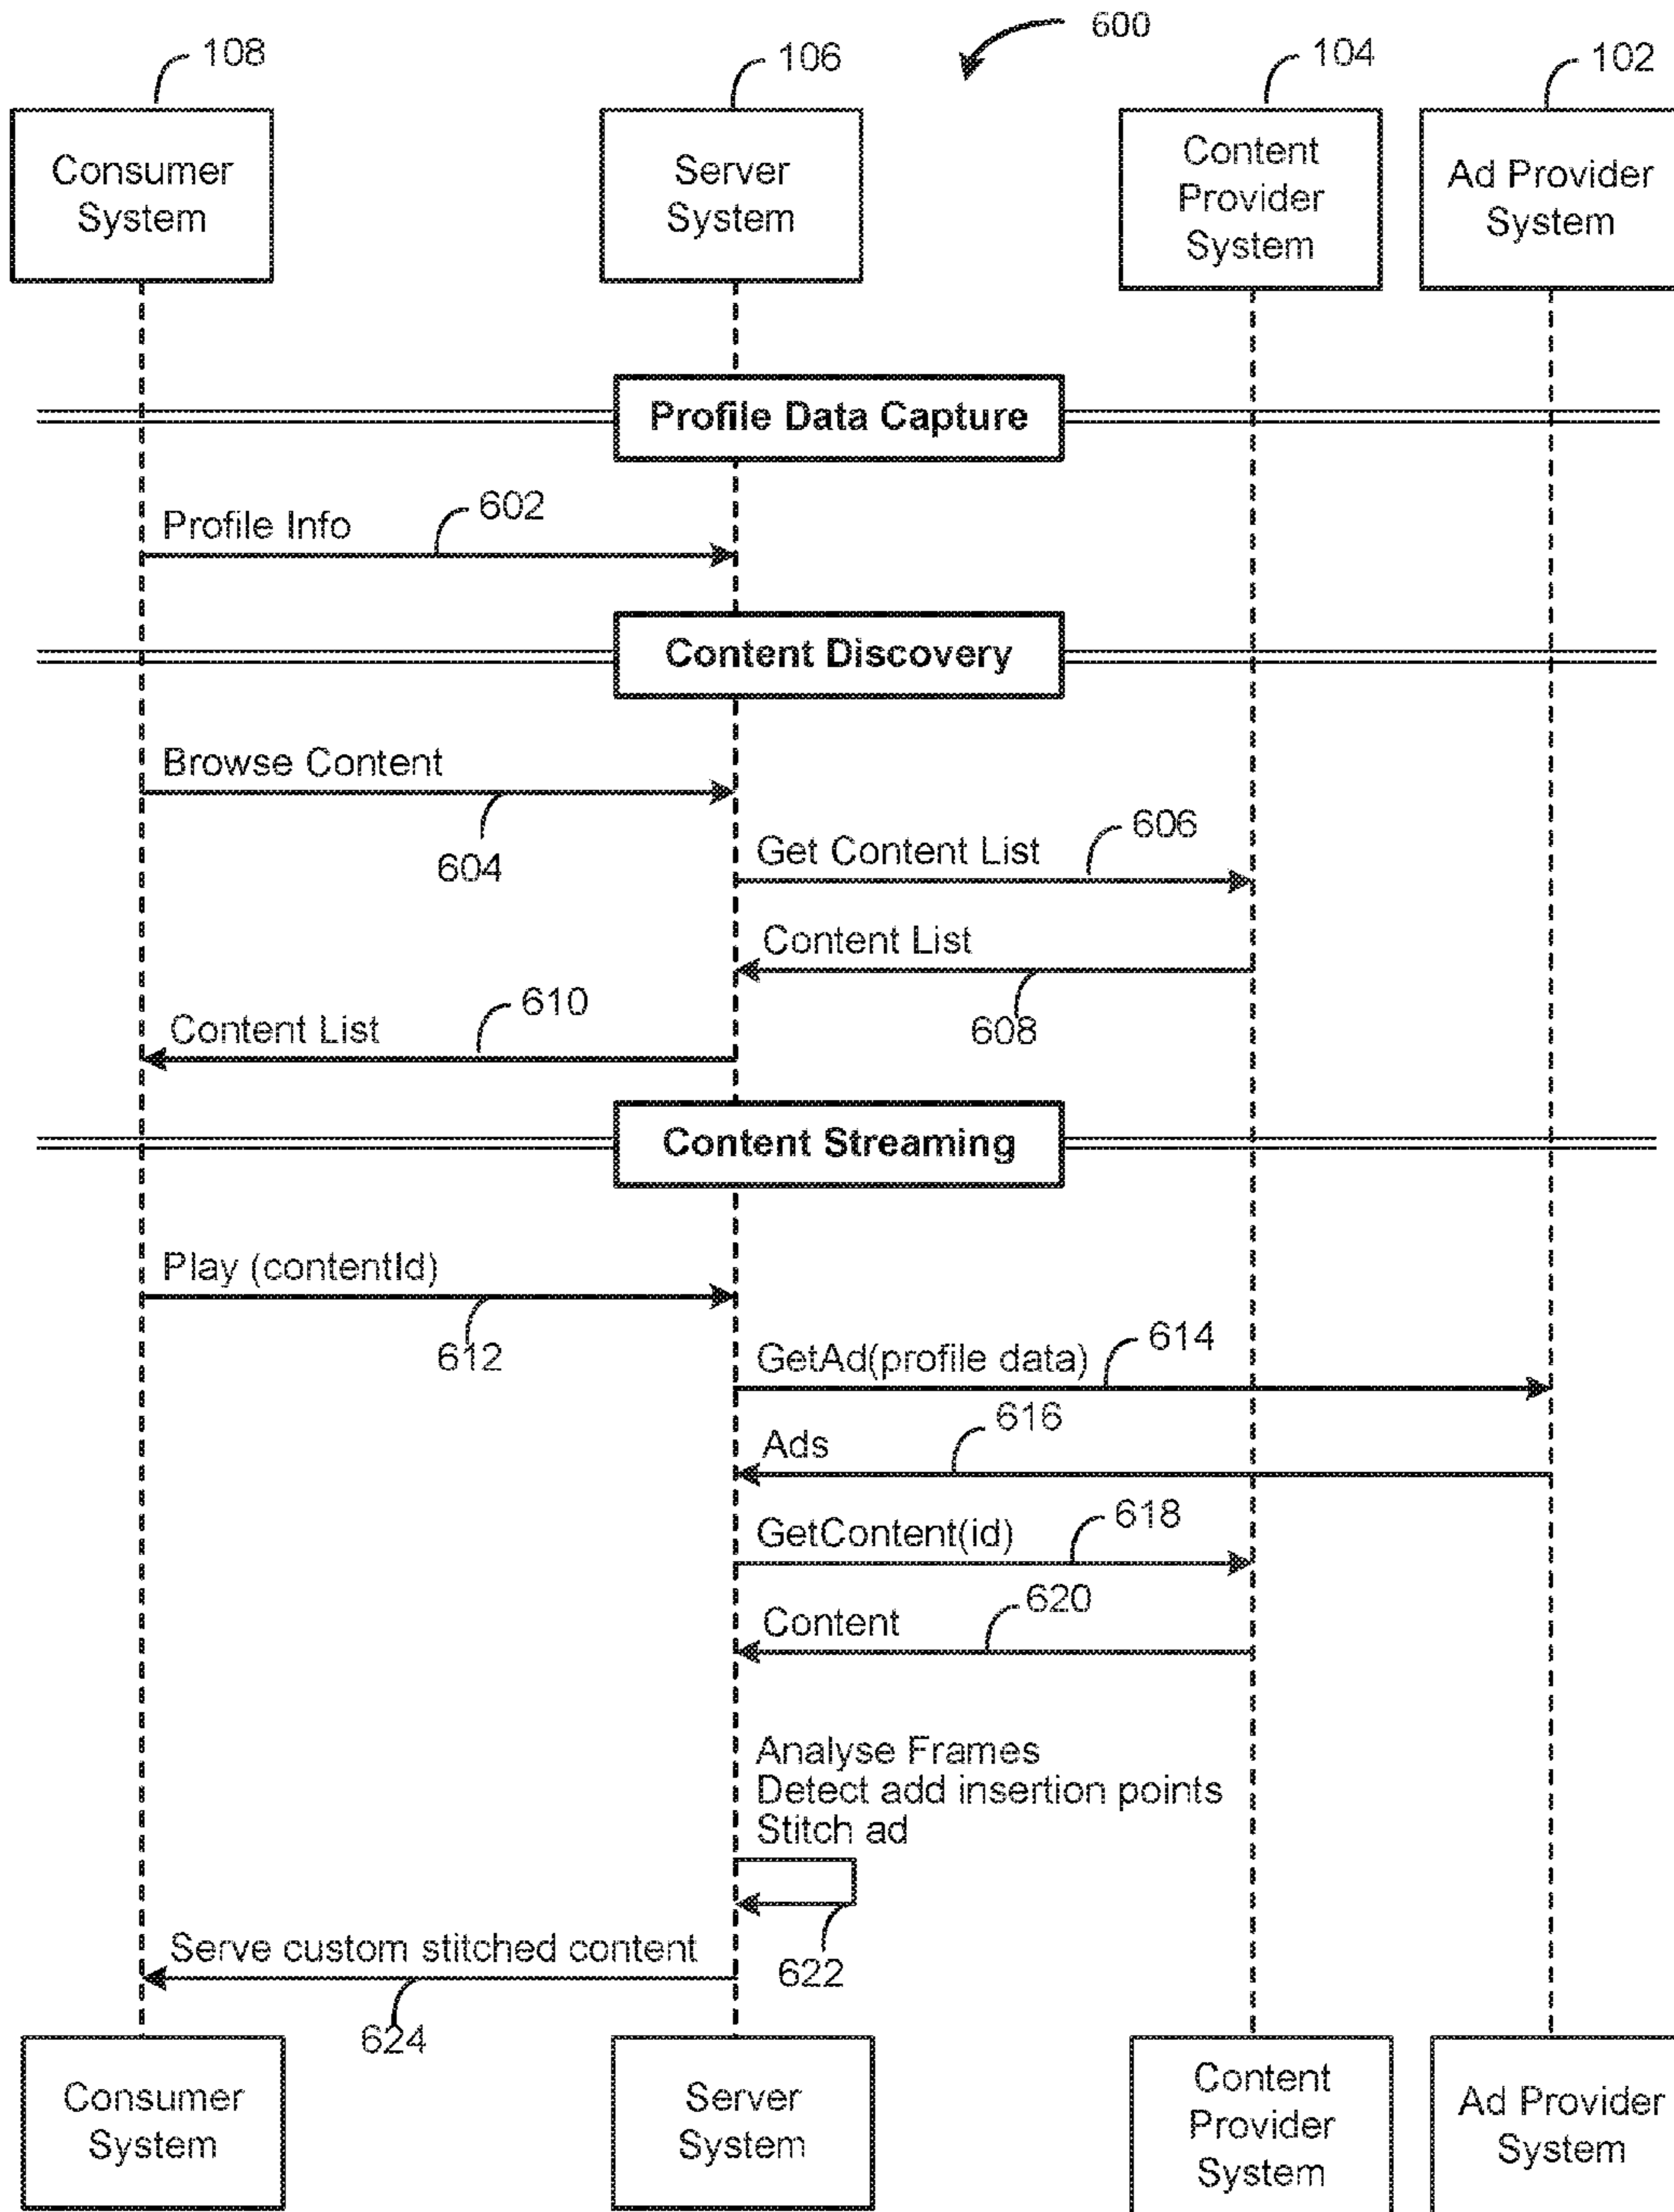 600
108
106
104
102
Consumer
System
Server
System
Content
Provider
System
Ad Provider
System
Profile Data Capture
Profile Info
602
Content Discovery
Browse Content
604
Get Content List
606
Content List
608
Content List
610
Content Streaming
Play (contentId)
612
GetAd(profile data)
614
Ads
616
GetContent(id)
618
Content
620
Analyse Frames
Detect add insertion points
Stitch ad
622
Serve custom stitched content
624
Consumer
System
Server
System
Content
Provider
System
Ad Provider
System